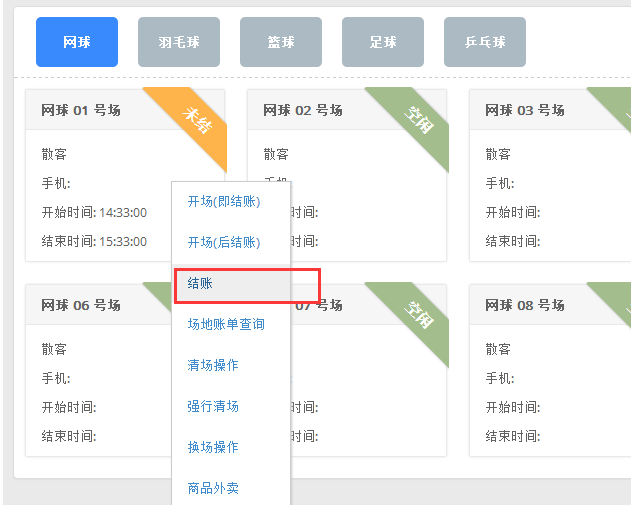 网球 羽毛球 篮球 足球 乒乓球
网球 01 号场 未结
散客
手机:
开始时间: 14:33:00
结束时间: 15:33:00
网球 02 号场 空闲
散客
时间:
时间:
网球 03 号场
散客
手机:
开始时间:
结束时间:
开场(即结账)
开场(后结账)
结账
场地账单查询
清场操作
强行清场
换场操作
商品外卖
网球 06 号场
散客
手机:
开始时间:
结束时间:
07 号场 空闲
时间:
时间:
网球 08 号场
散客
手机:
开始时间:
结束时间: